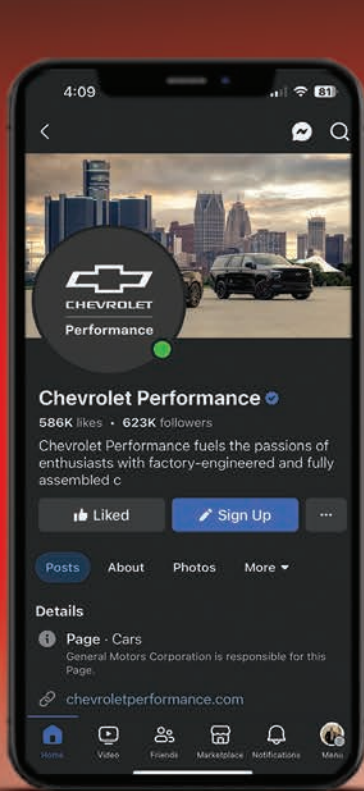 4:09
81
CHEVROLET
Performance
Chevrolet Performance
586K likes • 623K followers
Chevrolet Performance fuels the passions of
enthusiasts with factory-engineered and fully
assembled c
Liked
Sign Up
Posts
About
Photos
More
Details
Page · Cars
General Motors Corporation is responsible for this
Page.
chevroletperformance.com
Home
Video
Friends
Marketplace
Notifications
Menu